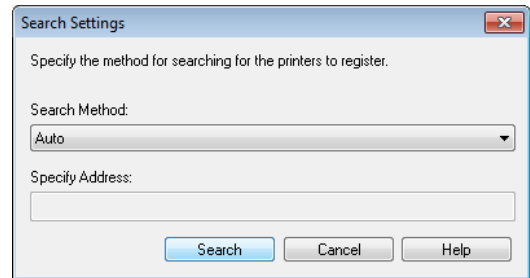 Search Settings
Specify the method for searching for the printers to register.
Search Method:
Auto
Specify Address:
Search Cancel Help